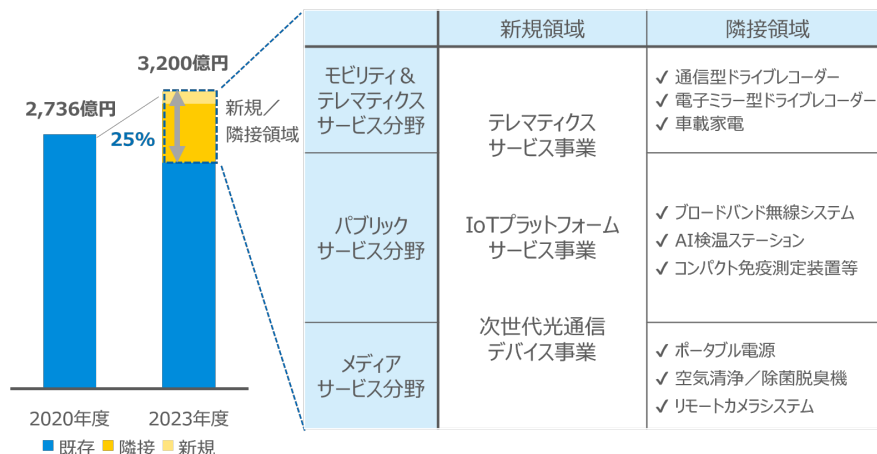 3,200億円
2,736億円
25%
新規／
隣接領域
2020年度
2023年度
既存 隣接 新規
新規領域
隣接領域
モビリティ＆
テレマティクス
サービス分野
テレマティクス
サービス事業
✓ 通信型ドライブレコーダー
✓ 電子ミラー型ドライブレコーダー
✓ 車載家電
パブリック
サービス分野
IoTプラットフォーム
サービス事業
✓ ブロードバンド無線システム
✓ AI検温ステーション
✓ コンパクト免疫測定装置等
メディア
サービス分野
次世代光通信
デバイス事業
✓ ポータブル電源
✓ 空気清浄／除菌脱臭機
✓ リモートカメラシステム